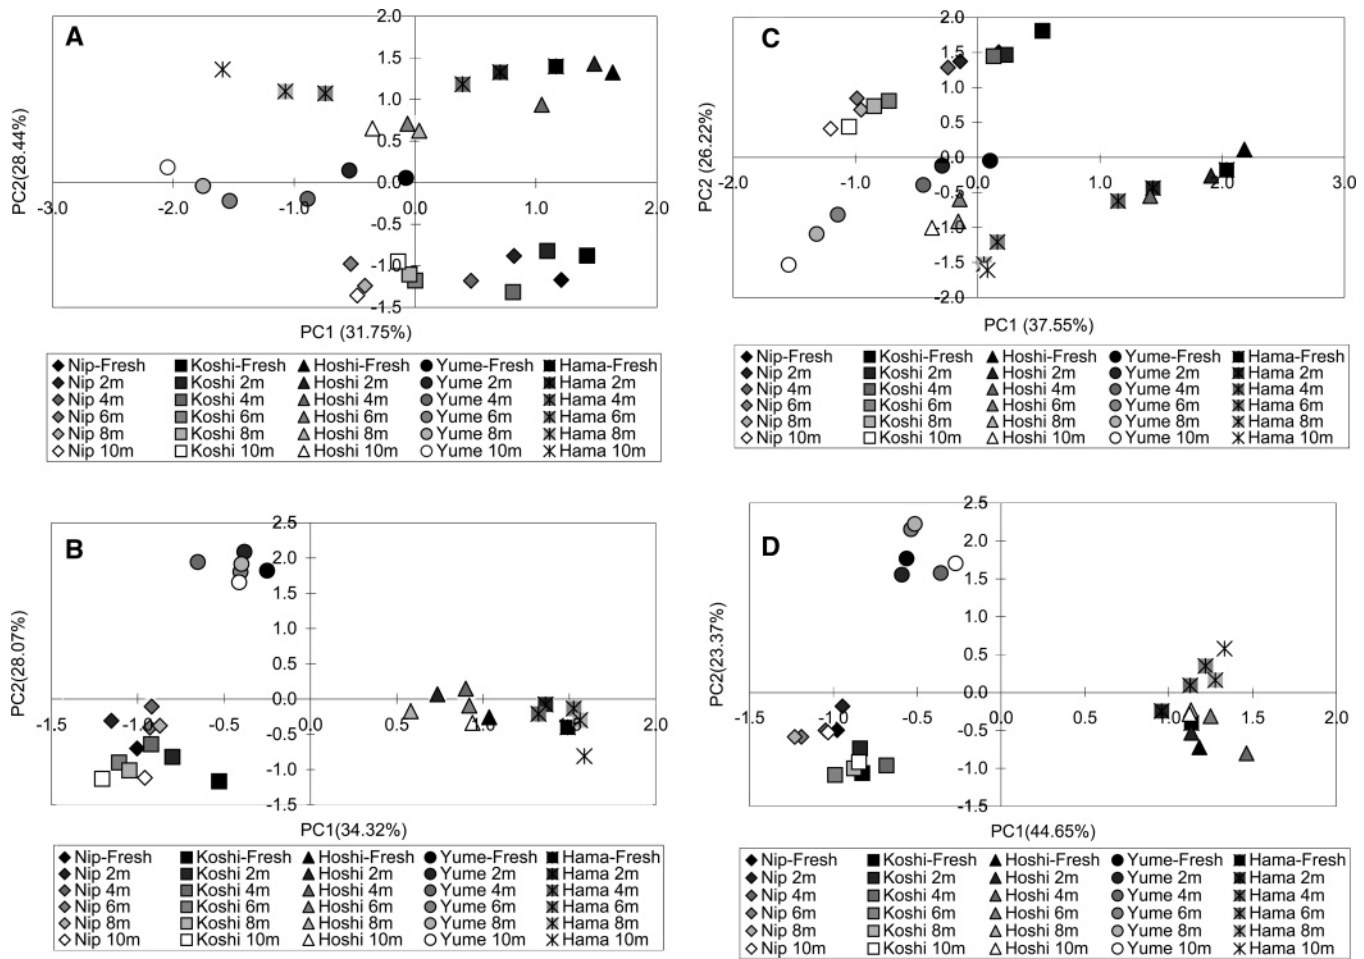 A
2.0
1.5
1.0
0.5
0.0
-3.0 -2.0 -1.0 0.0 1.0 2.0
-0.5
-1.0
-1.5
PC2(28.44%)
PC1 (31.75%)
Nip-Fresh Koshi-Fresh Hoshi-Fresh Yume-Fresh Hama-Fresh
Nip 2m Koshi 2m Hoshi 2m Yume 2m Hama 2m
Nip 4m Koshi 4m Hoshi 4m Yume 4m Hama 4m
Nip 6m Koshi 6m Hoshi 6m Yume 6m Hama 6m
Nip 8m Koshi 8m Hoshi 8m Yume 8m Hama 8m
Nip 10m Koshi 10m Hoshi 10m Yume 10m Hama 10m
C
2.0
1.5
1.0
0.5
0.0
-2.0 -1.0 0.0 1.0 2.0 3.0
-0.5
-1.0
-1.5
-2.0
PC2 (26.22%)
PC1 (37.55%)
Nip-Fresh Koshi-Fresh Hoshi-Fresh Yume-Fresh Hama-Fresh
Nip 2m Koshi 2m Hoshi 2m Yume 2m Hama 2m
Nip 4m Koshi 4m Hoshi 4m Yume 4m Hama 4m
Nip 6m Koshi 6m Hoshi 6m Yume 6m Hama 6m
Nip 8m Koshi 8m Hoshi 8m Yume 8m Hama 8m
Nip 10m Koshi 10m Hoshi 10m Yume 10m Hama 10m
B
2.5
2.0
1.5
1.0
0.5
0.0
-1.5 -1.0 -0.5 0.0 0.5 1.0 1.5 2.0
-0.5
-1.0
-1.5
PC2(28.07%)
PC1(34.32%)
Nip-Fresh Koshi-Fresh Hoshi-Fresh Yume-Fresh Hama-Fresh
Nip 2m Koshi 2m Hoshi 2m Yume 2m Hama 2m
Nip 4m Koshi 4m Hoshi 4m Yume 4m Hama 4m
Nip 6m Koshi 6m Hoshi 6m Yume 6m Hama 6m
Nip 8m Koshi 8m Hoshi 8m Yume 8m Hama 8m
Nip 10m Koshi 10m Hoshi 10m Yume 10m Hama 10m
D
2.5
2.0
1.5
1.0
0.5
0.0
-1.5 -1.0 -0.5 0.0 0.5 1.0 1.5 2.0
-0.5
-1.0
-1.5
PC2(23.37%)
PC1(44.65%)
Nip-Fresh Koshi-Fresh Hoshi-Fresh Yume-Fresh Hama-Fresh
Nip 2m Koshi 2m Hoshi 2m Yume 2m Hama 2m
Nip 4m Koshi 4m Hoshi 4m Yume 4m Hama 4m
Nip 6m Koshi 6m Hoshi 6m Yume 6m Hama 6m
Nip 8m Koshi 8m Hoshi 8m Yume 8m Hama 8m
Nip 10m Koshi 10m Hoshi 10m Yume 10m Hama 10m